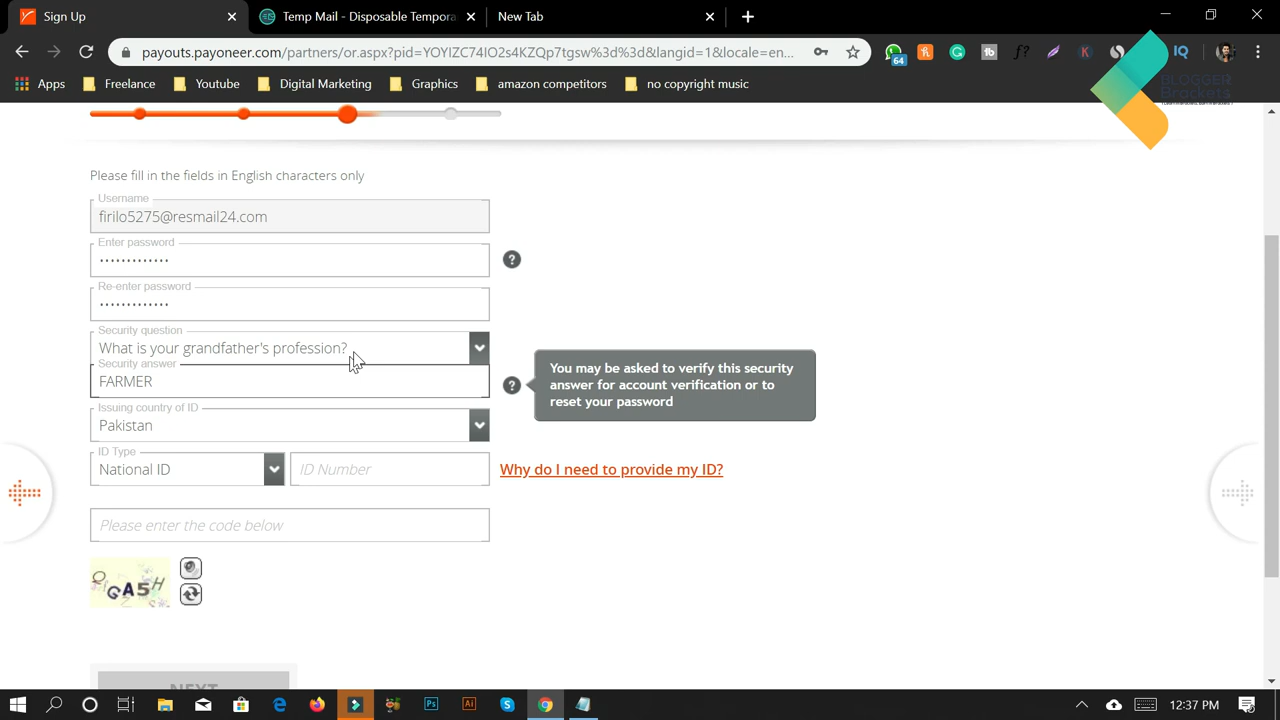 Sign Up
Temp Mail - Disposable Tempora
New Tab
payouts.payoneer.com/partners/or.aspx?pid=YOYIZC74IO2s4KZQp7tgsw%3d%3d&langid=1&locale=en...
64
IQ
Apps
Freelance
Youtube
Digital Marketing
Graphics
amazon competitors
no copyright music
BLOGGER
Brackets
Please fill in the fields in English characters only
Username
firilo5275@resmail24.com
Enter password
•••••••••••••
Re-enter password
•••••••••••••
Security question
What is your grandfather's profession?
Security answer
FARMER
You may be asked to verify this security
answer for account verification or to
reset your password
Issuing country of ID
Pakistan
ID Type
National ID
ID Number
Why do I need to provide my ID?
Please enter the code below
NEXT
12:37 PM